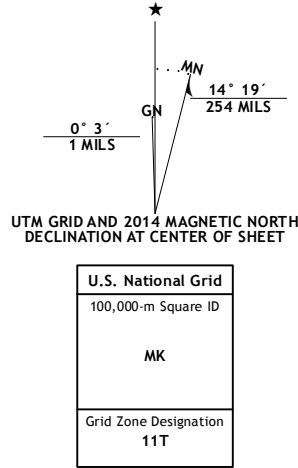 MN
GN
14° 19´
254 MILS
0° 3´
1 MILS
UTM GRID AND 2014 MAGNETIC NORTH
DECLINATION AT CENTER OF SHEET
U.S. National Grid
100,000-m Square ID
MK
Grid Zone Designation
11T